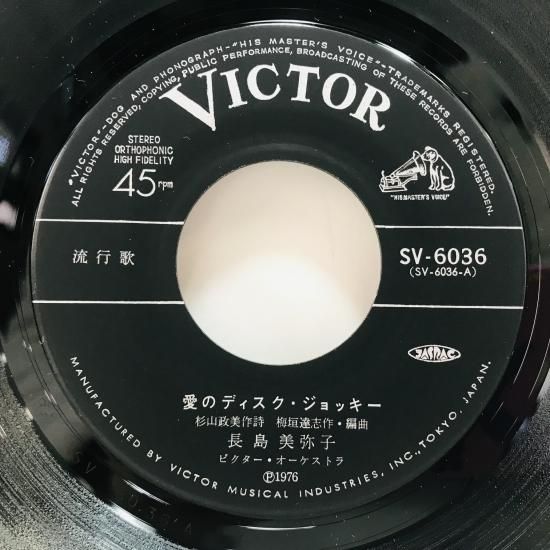 "VICTOR"–DOG AND PHONOGRAPH–"HIS MASTER'S VOICE"–TRADEMARKS REGISTERED.
ALL RIGHTS RESERVED, COPYING, PUBLIC PERFORMANCE, BROADCASTING OF THESE RECORDS ARE FORBIDDEN.
VICTOR
STEREO
ORTHOPHONIC
HIGH FIDELITY
45rpm
"HIS MASTER'S VOICE"
流行歌
SV-6036
(SV-6036-A)
JASRAC
愛のディスク・ジョッキー
杉山政美作詩 梅垣達志作・編曲
長島美弥子
ビクター・オーケストラ
Ⓟ1976
MANUFACTURED BY VICTOR MUSICAL INDUSTRIES, INC., TOKYO, JAPAN.